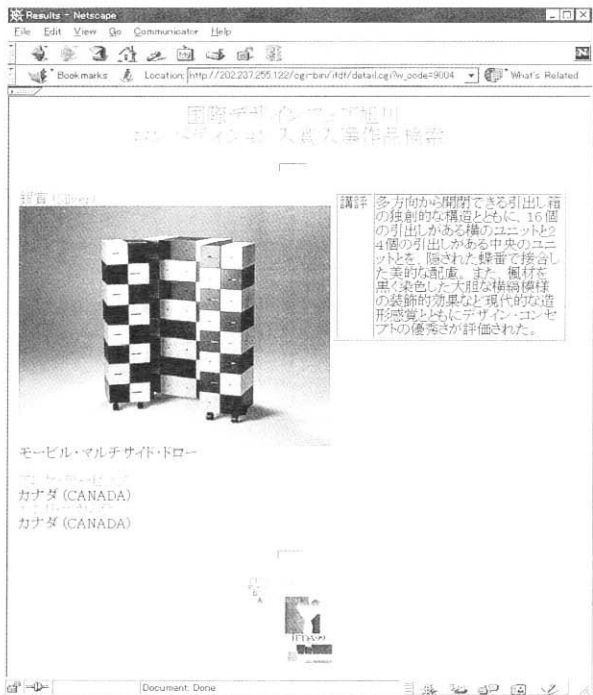 Results - Netscape
File Edit View Go Communicator Help
Bookmarks Location: http://202.237.255.122/cgi-bin/ifdf/detail.cgi?w_code=9004 What's Related
国際デザインフェア旭川
コンペティション入賞入選作品検索
銀賞 (Silver)
モービル・マルチサイド・ドロー
カナダ (CANADA)
カナダ (CANADA)
講評
多方向から開閉できる引出し箱
の独創的な構造とともに、16個
の引出しがある横のユニットと2
4個の引出しがある中央のユニ
ットとを、隠された蝶番で接合し
た美的な配慮。また、楓材を
黒く染色した大胆な横縞模様
の装飾的効果など現代的な造
形感覚とともにデザイン・コンセ
プトの優秀さが評価された。
IFDA'99
Document: Done